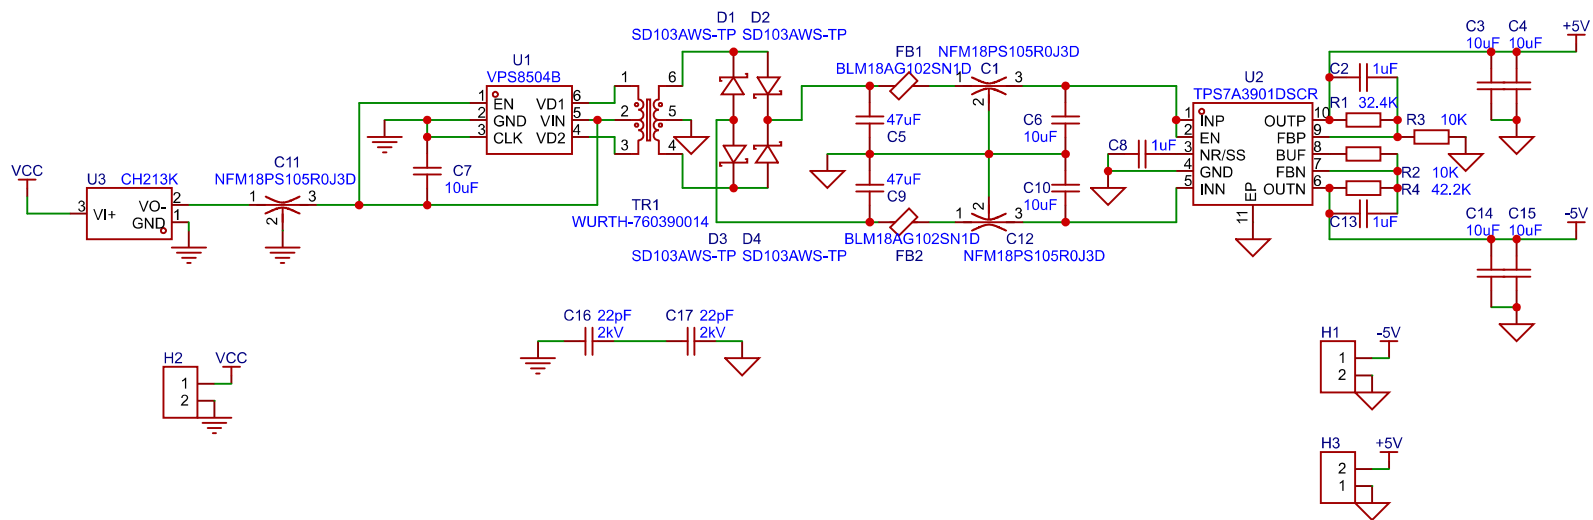 D1 D2
SD103AWS-TP SD103AWS-TP
C3 C4
+5V
10uF 10uF
FB1
NFM18PS105R0J3D
BLM18AG102SN1D
1 C1 3
2
U1
VPS8504B
1 EN VD1 6
2 GND VIN 5
3 CLK VD2 4
1 6
2 5
3 4
U2
TPS7A3901DSCR
1 INP OUTP 10
2 EN FBP 9
3 NR/SS BUF 8
4 GND FBN 7
5 INN OUTN 6
EP
11
C2 1uF
R1 32.4K
R3 10K
R2 10K
R4 42.2K
C13 1uF
47uF
C5
C6
10uF
C8 1uF
47uF
C9
C10
10uF
C7
10uF
VCC
U3 CH213K
3 VI+ VO- 2
GND 1
C11
NFM18PS105R0J3D
1 3
2
TR1
WURTH-760390014
D3 D4
SD103AWS-TP SD103AWS-TP
BLM18AG102SN1D
FB2
2
1 3
C12
NFM18PS105R0J3D
C14 C15
-5V
10uF 10uF
C16 22pF
2kV
C17 22pF
2kV
H2 VCC
1
2
H1 -5V
1
2
H3 +5V
2
1